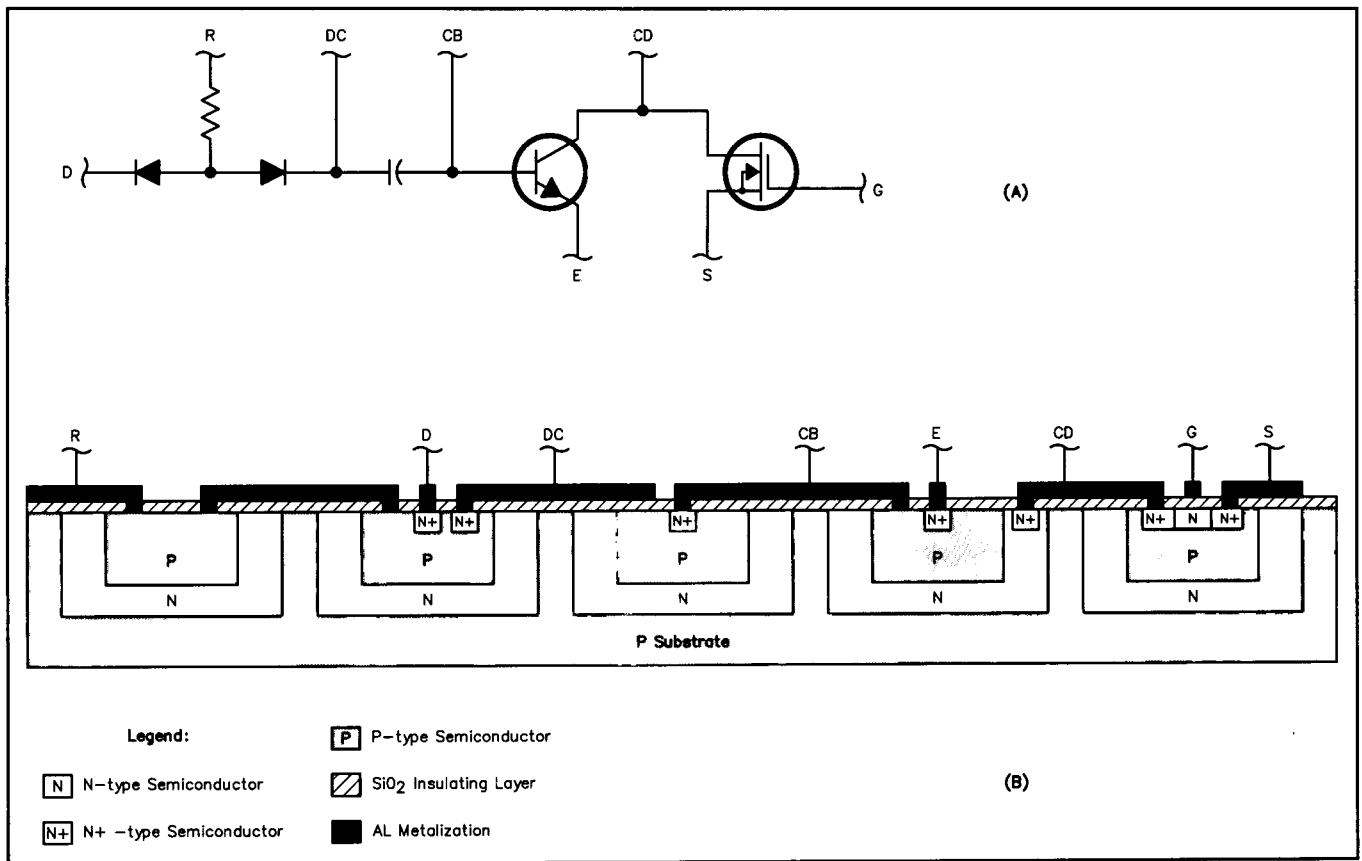 R DC CB CD
D G (A)
E S
R D DC CB E CD G S
N+ N+ N+ N+ N+ N+ N N+
P P P P P
N N N N N
P Substrate
Legend:
P P-type Semiconductor
N N-type Semiconductor
SiO2 Insulating Layer
(B)
N+ N+ -type Semiconductor
AL Metalization